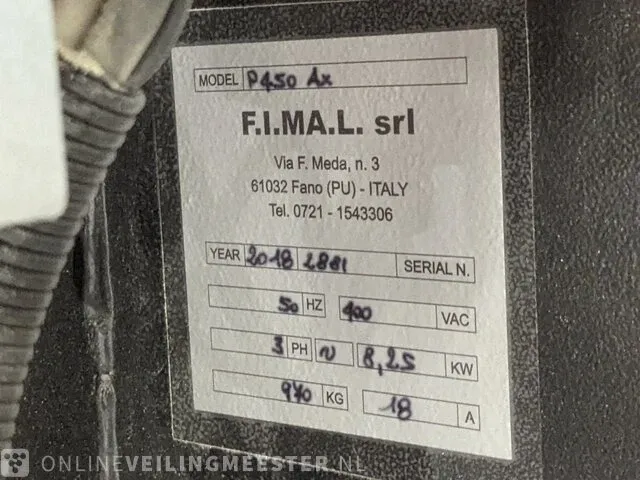 MODEL P450 Ax
F.I.MA.L. srl
Via F. Meda, n. 3
61032 Fano (PU) - ITALY
Tel. 0721 - 1543306
YEAR 2018 2881 SERIAL N.
50 HZ 400 VAC
3 PH ~ 8,25 KW
970 KG 18 A
ONLINEVEILINGMEESTER.NL